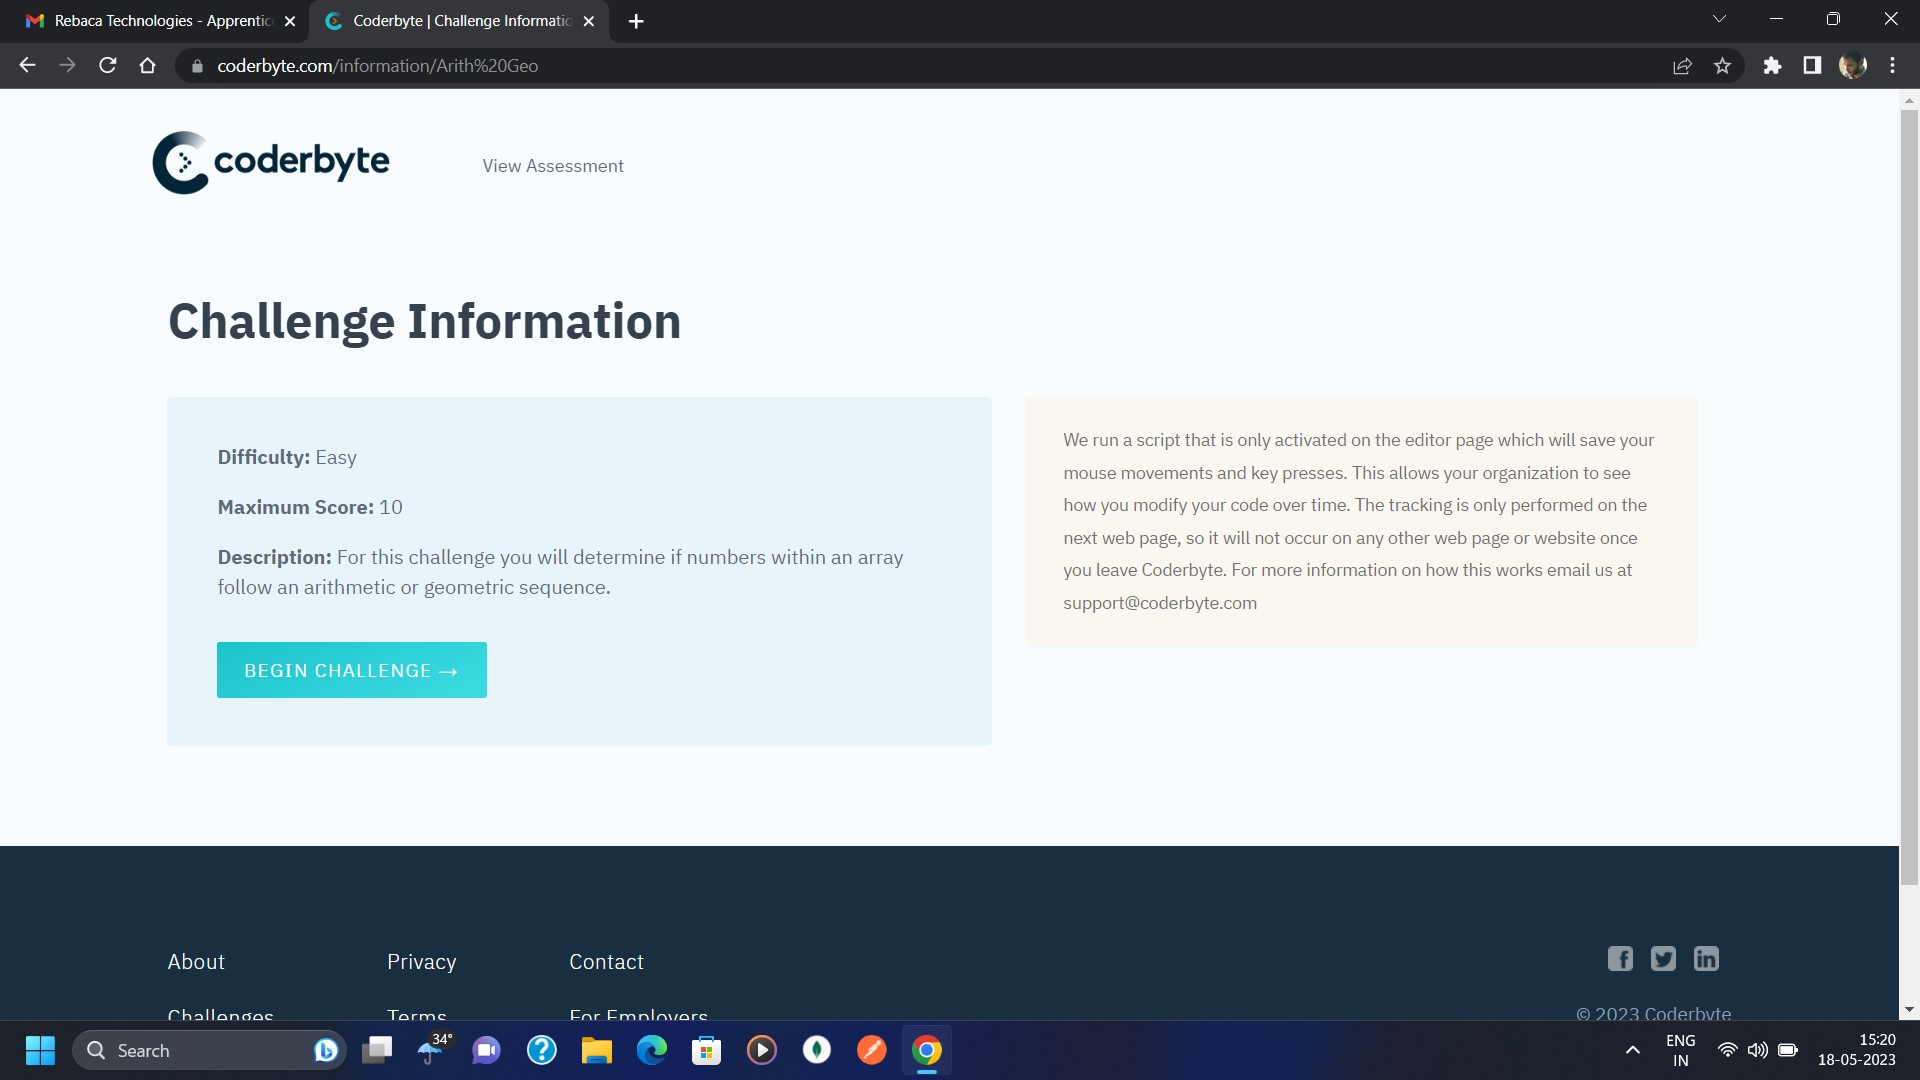 Rebaca Technologies - Apprentic
Coderbyte | Challenge Informatio
coderbyte.com/information/Arith%20Geo
coderbyte
View Assessment
Challenge Information
Difficulty: Easy
Maximum Score: 10
Description: For this challenge you will determine if numbers within an array
follow an arithmetic or geometric sequence.
BEGIN CHALLENGE →
We run a script that is only activated on the editor page which will save your
mouse movements and key presses. This allows your organization to see
how you modify your code over time. The tracking is only performed on the
next web page, so it will not occur on any other web page or website once
you leave Coderbyte. For more information on how this works email us at
support@coderbyte.com
About
Privacy
Contact
Challenges
Terms
For Employers
© 2023 Coderbyte
Search
34°
ENG
IN
15:20
18-05-2023